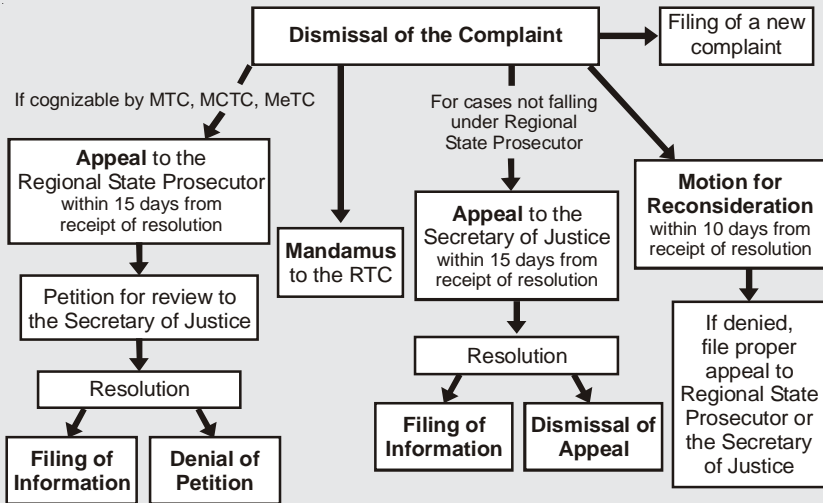 Dismissal of the Complaint
Filing of a new
complaint
If cognizable by MTC, MCTC, MeTC
Appeal to the
Regional State Prosecutor
within 15 days from
receipt of resolution
Petition for review to
the Secretary of Justice
Resolution
Filing of
Information
Denial of
Petition
Mandamus
to the RTC
For cases not falling
under Regional
State Prosecutor
Appeal to the
Secretary of Justice
within 15 days from
receipt of resolution
Resolution
Filing of
Information
Dismissal of
Appeal
Motion for
Reconsideration
within 10 days from
receipt of resolution
If denied,
file proper
appeal to
Regional State
Prosecutor or
the Secretary
of Justice